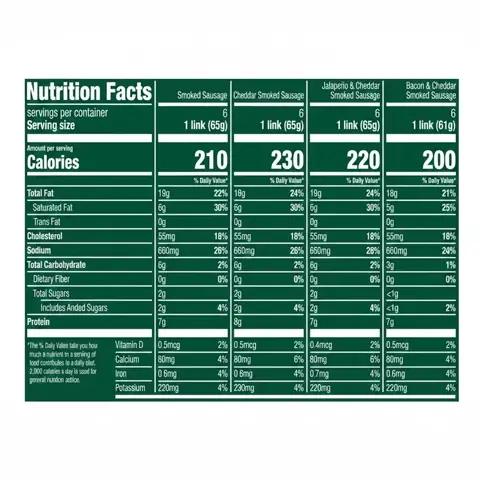 Nutrition Facts Smoked Sausage Cheddar Smoked Sausage Jalapeño & Cheddar Smoked Sausage Bacon & Cheddar Smoked Sausage
servings per container 6 6 6 6
Serving size 1 link (65g) 1 link (65g) 1 link (65g) 1 link (61g)
Amount per serving
Calories 210 230 220 200
% Daily Value* % Daily Value* % Daily Value* % Daily Value*
Total Fat 19g 22% 18g 24% 19g 24% 18g 21%
Saturated Fat 6g 30% 6g 30% 6g 30% 5g 25%
Trans Fat 0g 0g 0g 0g
Cholesterol 55mg 18% 55mg 18% 55mg 18% 55mg 18%
Sodium 660mg 26% 660mg 26% 660mg 26% 660mg 24%
Total Carbohydrate 6g 2% 6g 2% 6g 2% 3g 1%
Dietary Fiber 0g 0% 0g 0% 0g 0% 0g 0%
Total Sugars 2g 2g 2g <1g
Includes Anded Sugars 2g 4% 2g 4% 2g 4% <1g 2%
Protein 7g 8g 7g 7g
Vitamin D 0.5mcg 2% 0.5mcg 2% 0.4mcg 2% 0.5mcg 2%
Calcium 80mg 4% 80mg 6% 80mg 6% 80mg 4%
Iron 0.6mg 4% 0.6mg 4% 0.7mg 4% 0.6mg 4%
Potassium 220mg 4% 230mg 4% 220mg 4% 220mg 4%
*The % Daily Value tells you how
much a nutrient in a serving of
food contributes to a daily diet.
2,000 calories a day is used for
general nutrition advice.